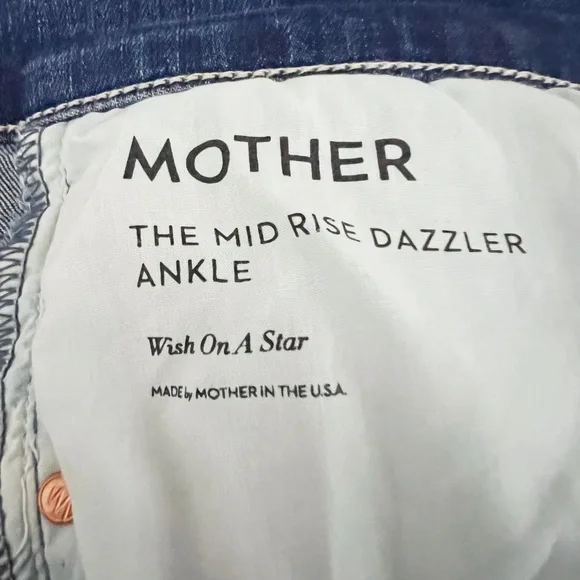 MOTHER
THE MID RISE DAZZLER
ANKLE
Wish On A Star
MADE by MOTHER IN THE U.S.A.